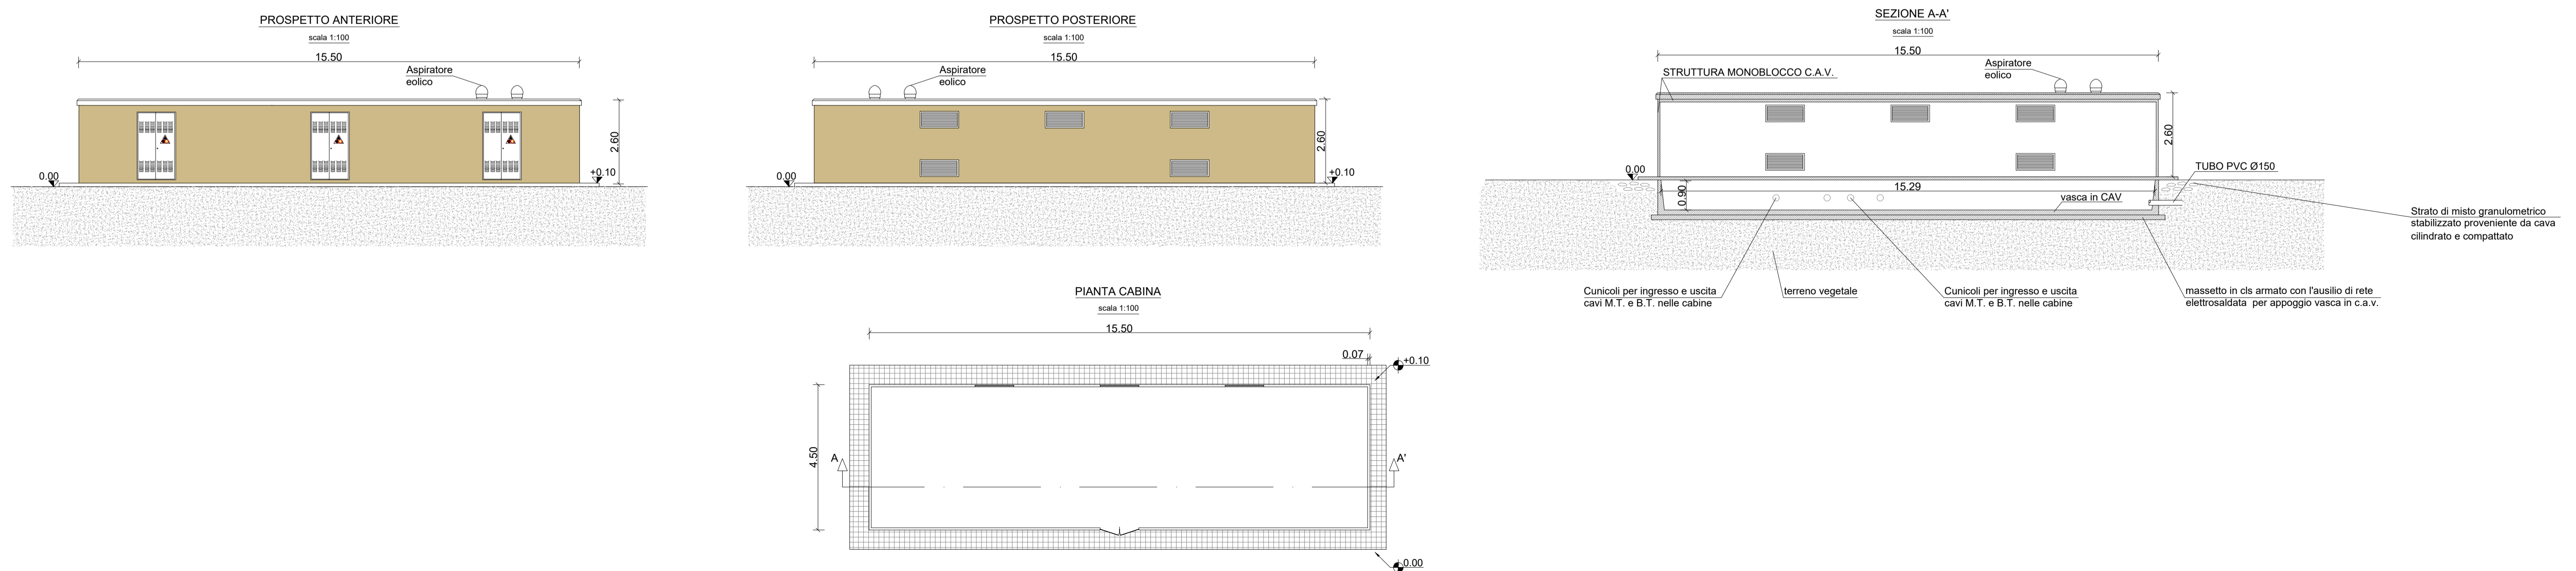 PROSPETTO ANTERIORE
scala 1:100
15.50
Aspiratore
eolico
2.60
0.00
+0.10
PROSPETTO POSTERIORE
scala 1:100
15.50
Aspiratore
eolico
2.60
0.00
+0.10
SEZIONE A-A'
scala 1:100
15.50
Aspiratore
eolico
STRUTTURA MONOBLOCCO C.A.V.
2.60
0.00
TUBO PVC Ø150
15.29
0.90
vasca in CAV
Strato di misto granulometrico
stabilizzato proveniente da cava
cilindrato e compattato
Cunicoli per ingresso e uscita
cavi M.T. e B.T. nelle cabine
terreno vegetale
Cunicoli per ingresso e uscita
cavi M.T. e B.T. nelle cabine
massetto in cls armato con l'ausilio di rete
elettrosaldata per appoggio vasca in c.a.v.
PIANTA CABINA
scala 1:100
15.50
0.07
+0.10
4.50
A
A'
0.00